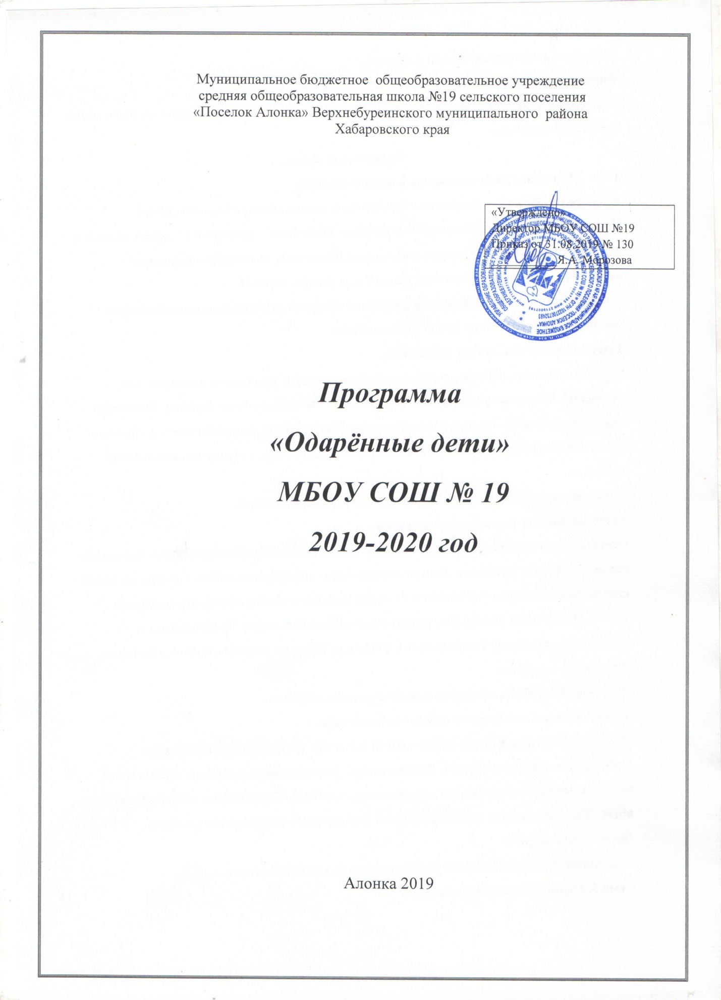 Муниципальное бюджетное общеобразовательное учреждение
средняя общеобразовательная школа №19 сельского поселения
«Поселок Алонка» Верхнебуреинского муниципального района
Хабаровского края
«Утверждено»
Директор МБОУ СОШ №19
Приказ от 31.08.2019 № 130
Я.А. Морозова
Программа
«Одарённые дети»
МБОУ СОШ № 19
2019-2020 год
Алонка 2019